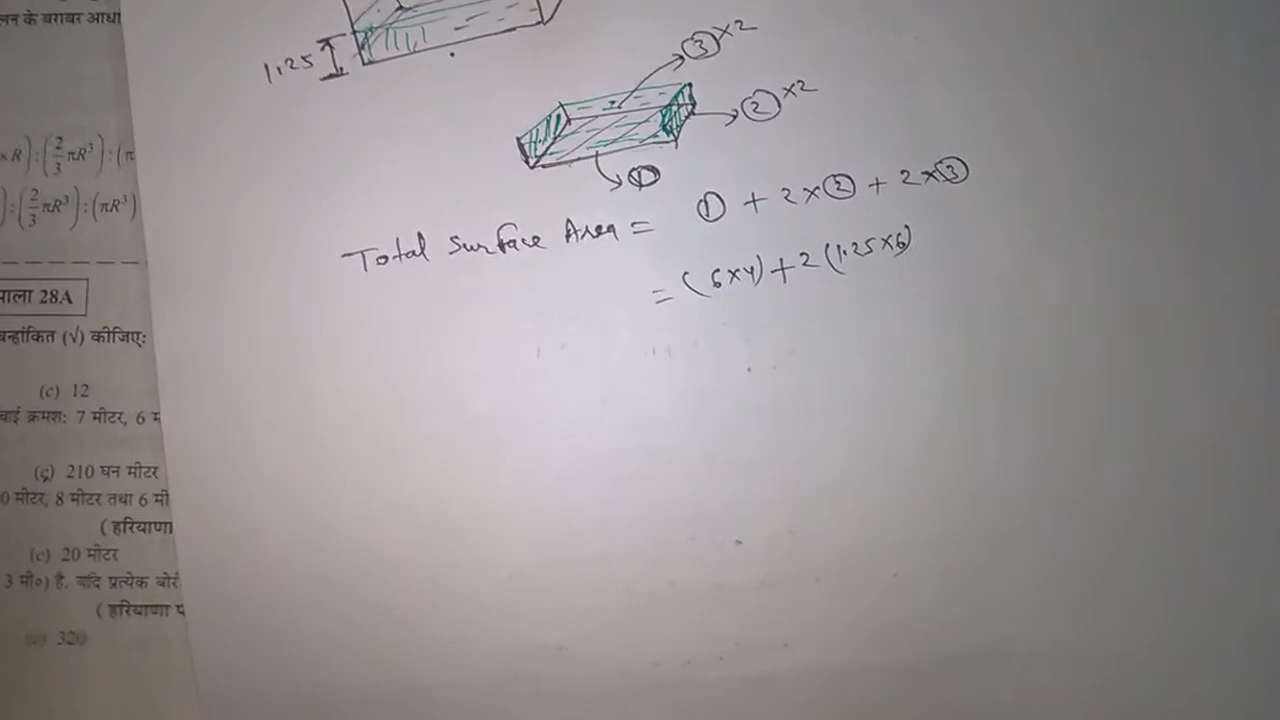 लन के बराबर आधा
1.25
③×2
②×2
①
× R) : (2/3 πR³) : (π
) : (2/3 πR³) : (πR³)
Total Surface Area = ① + 2×② + 2×③
= (6×4) + 2(1.25×6)
माला 28A
चन्हांकित (√) कीजिए:
(c) 12
चाई क्रमश: 7 मीटर, 6 म
(c) 210 घन मीटर
0 मीटर, 8 मीटर तथा 6 मी
(हरियाणा
(c) 20 मीटर
3 मी०) है. यदि प्रत्येक बोरी
(हरियाणा प
320